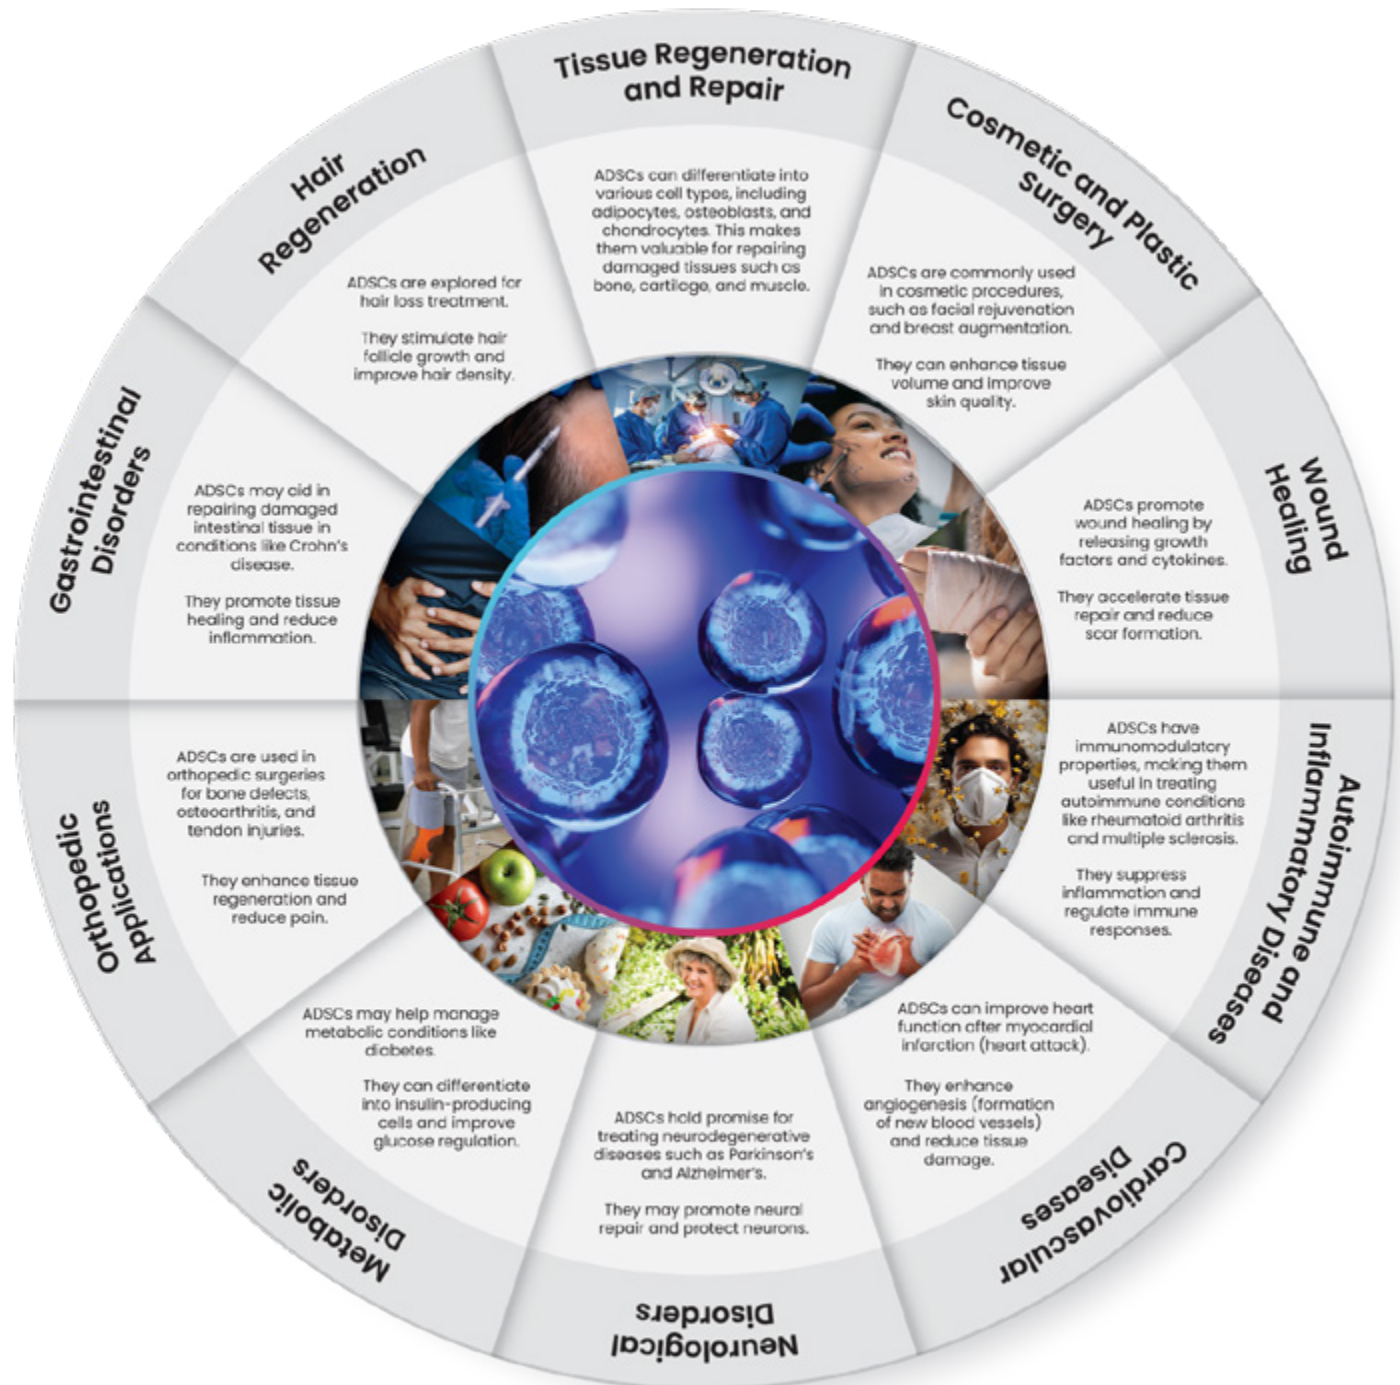 Tissue Regeneration
and Repair
ADSCs can differentiate into
various cell types, including
adipocytes, osteoblasts, and
chondrocytes. This makes
them valuable for repairing
damaged tissues such as
bone, cartilage, and muscle.
Cosmetic and Plastic
Surgery
ADSCs are commonly used
in cosmetic procedures,
such as facial rejuvenation
and breast augmentation.
They can enhance tissue
volume and improve
skin quality.
Wound
Healing
ADSCs promote
wound healing by
releasing growth
factors and cytokines.
They accelerate tissue
repair and reduce
scar formation.
Autoimmune and
Inflammatory Diseases
ADSCs have
immunomodulatory
properties, making them
useful in treating
autoimmune conditions
like rheumatoid arthritis
and multiple sclerosis.
They suppress
inflammation and
regulate immune
responses.
Cardiovascular
Diseases
ADSCs can improve heart
function after myocardial
infarction (heart attack).
They enhance
angiogenesis (formation
of new blood vessels)
and reduce tissue
damage.
Neurological
Disorders
ADSCs hold promise for
treating neurodegenerative
diseases such as Parkinson's
and Alzheimer's.
They may promote neural
repair and protect neurons.
Metabolic
Disorders
ADSCs may help manage
metabolic conditions like
diabetes.
They can differentiate
into insulin-producing
cells and improve
glucose regulation.
Orthopedic
Applications
ADSCs are used in
orthopedic surgeries
for bone defects,
osteoarthritis, and
tendon injuries.
They enhance tissue
regeneration and
reduce pain.
Gastrointestinal
Disorders
ADSCs may aid in
repairing damaged
intestinal tissue in
conditions like Crohn's
disease.
They promote tissue
healing and reduce
inflammation.
Hair
Regeneration
ADSCs are explored for
hair loss treatment.
They stimulate hair
follicle growth and
improve hair density.